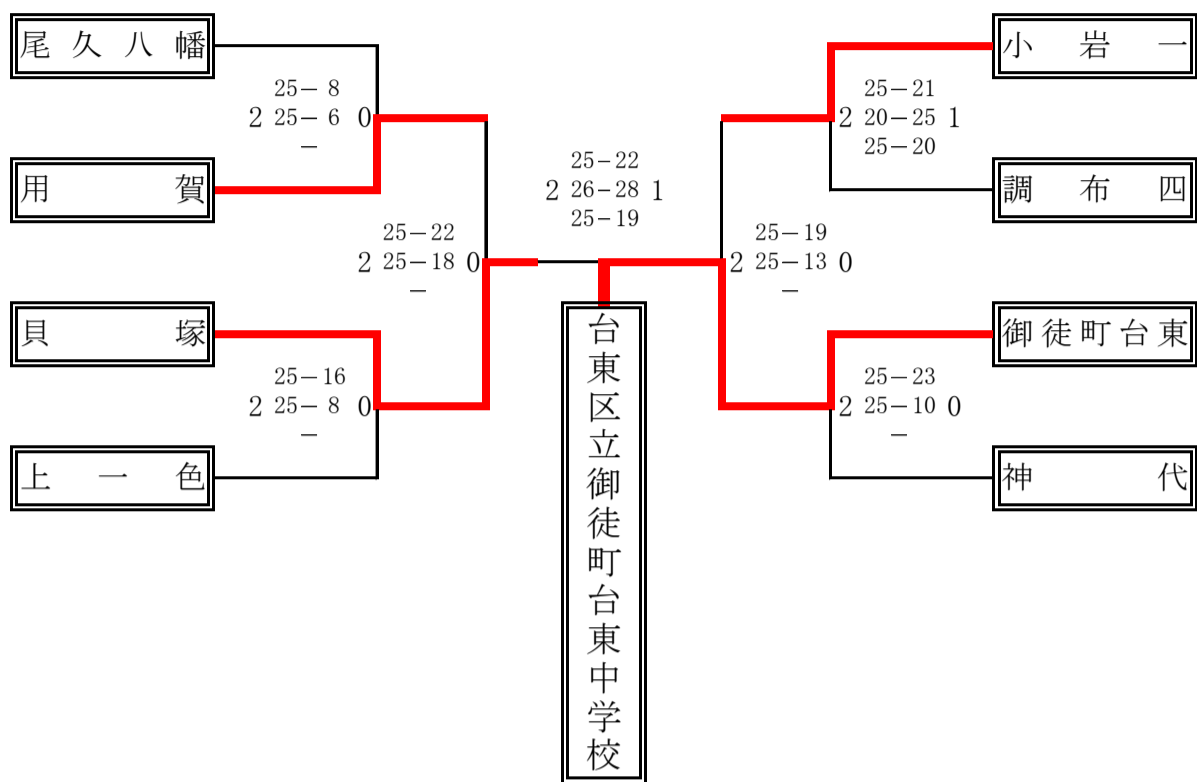 尾久八幡
25－8
2 25－6 0
－
用賀
25－22
2 25－18 0
－
貝塚
25－16
2 25－8 0
－
上一色
25－22
2 26－28 1
25－19
台東区立御徒町台東中学校
小岩一
25－21
2 20－25 1
25－20
調布四
25－19
2 25－13 0
－
御徒町台東
25－23
2 25－10 0
－
神代